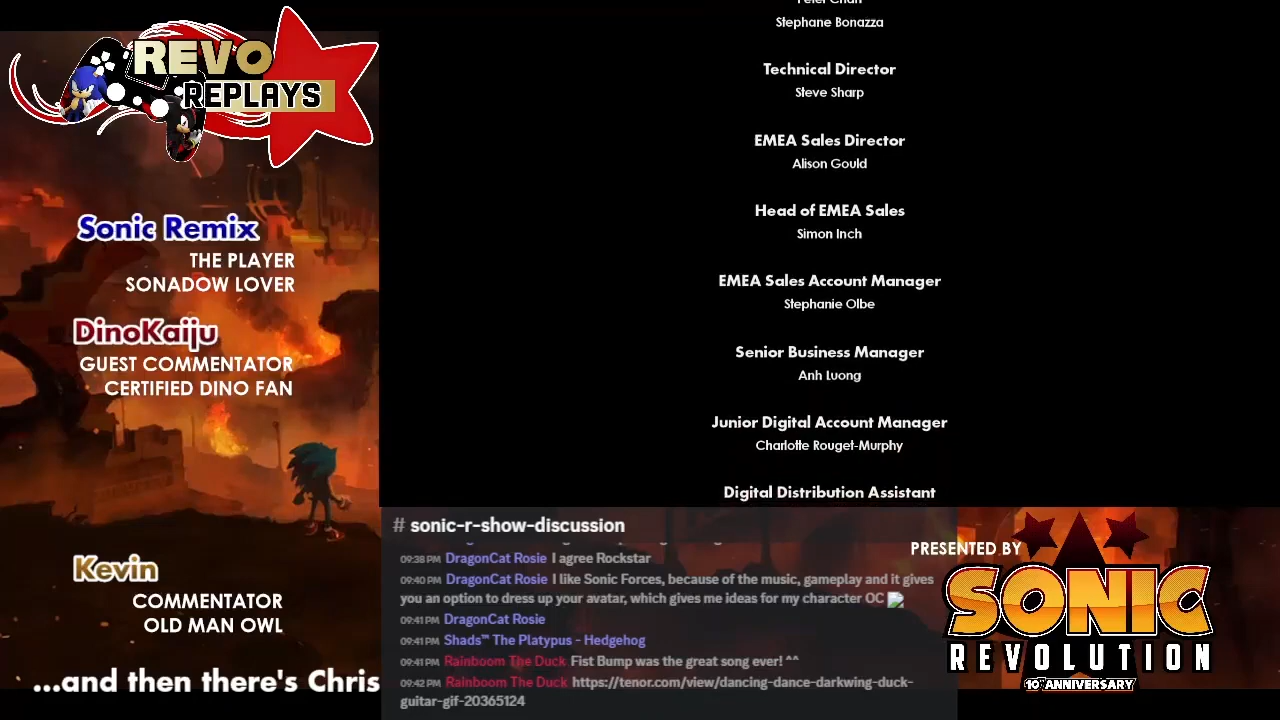 REVO
REPLAYS
Sonic Remix
THE PLAYER
SONADOW LOVER
DinoKaiju
GUEST COMMENTATOR
CERTIFIED DINO FAN
Kevin
COMMENTATOR
OLD MAN OWL
...and then there's Chris
Peter Chan
Stephane Bonazza
Technical Director
Steve Sharp
EMEA Sales Director
Alison Gould
Head of EMEA Sales
Simon Inch
EMEA Sales Account Manager
Stephanie Olbe
Senior Business Manager
Anh Luong
Junior Digital Account Manager
Charlotte Rouget-Murphy
Digital Distribution Assistant
# sonic-r-show-discussion
09:38 PM DragonCat Rosie I agree Rockstar
09:40 PM DragonCat Rosie I like Sonic Forces, because of the music, gameplay and it gives
you an option to dress up your avatar, which gives me ideas for my character OC
09:41 PM DragonCat Rosie
09:41 PM Shads™ The Platypus - Hedgehog
09:41 PM Rainboom The Duck Fist Bump was the great song ever! ^^
09:42 PM Rainboom The Duck https://tenor.com/view/dancing-dance-darkwing-duck-
guitar-gif-20365124
PRESENTED BY
SONIC
REVOLUTION
10TH ANNIVERSARY